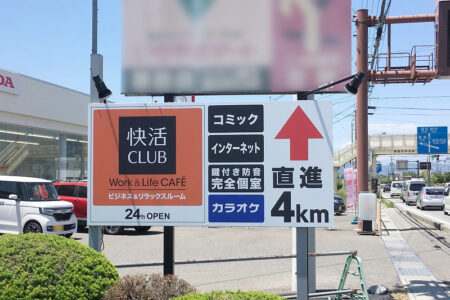 快活
CLUB
Work & Life CAFÉ
ビジネス&リラックスルーム
24h OPEN
コミック
インターネット
鍵付き防音
完全個室
カラオケ
直進
4km
DA